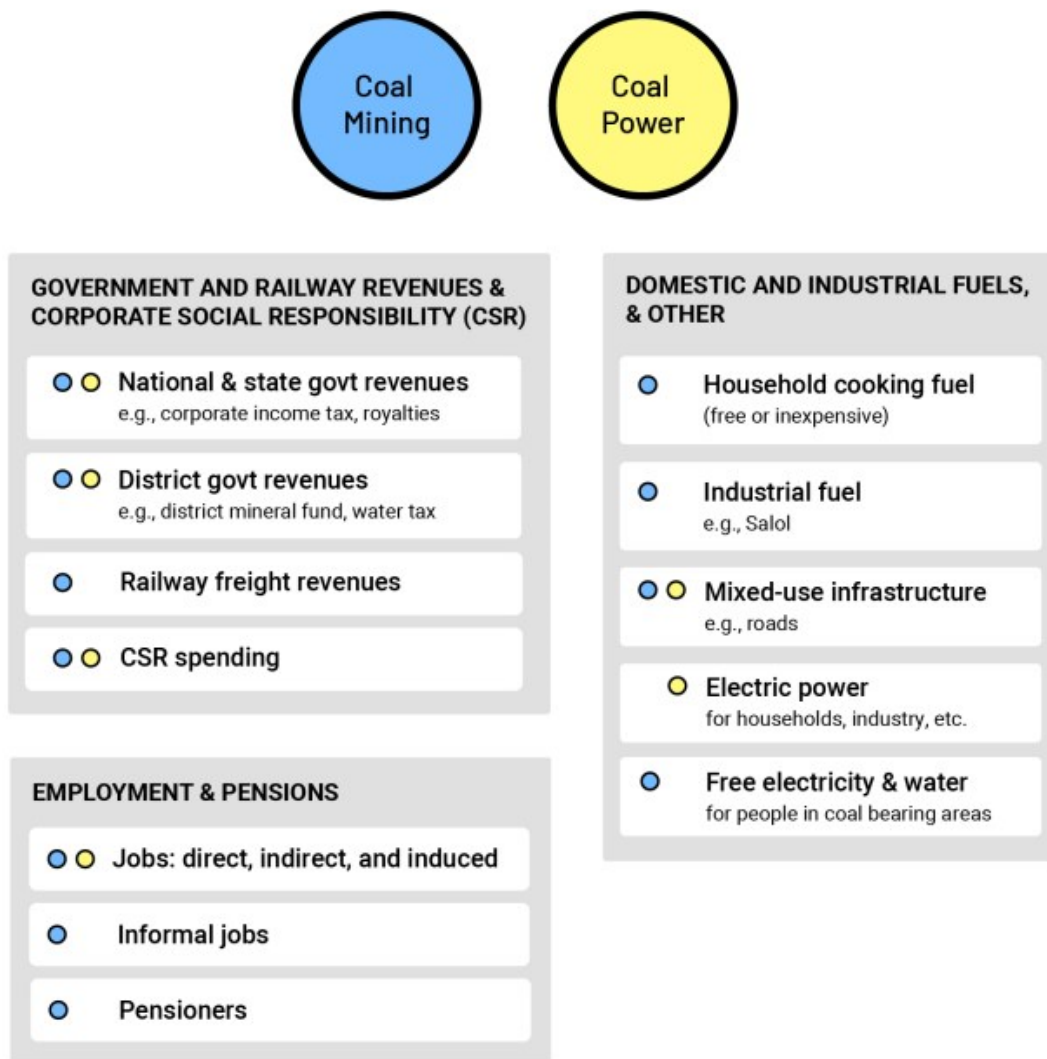 Coal
Mining
Coal
Power
GOVERNMENT AND RAILWAY REVENUES &
CORPORATE SOCIAL RESPONSIBILITY (CSR)
National & state govt revenues
e.g., corporate income tax, royalties
District govt revenues
e.g., district mineral fund, water tax
Railway freight revenues
CSR spending
EMPLOYMENT & PENSIONS
Jobs: direct, indirect, and induced
Informal jobs
Pensioners
DOMESTIC AND INDUSTRIAL FUELS,
& OTHER
Household cooking fuel
(free or inexpensive)
Industrial fuel
e.g., Salol
Mixed-use infrastructure
e.g., roads
Electric power
for households, industry, etc.
Free electricity & water
for people in coal bearing areas